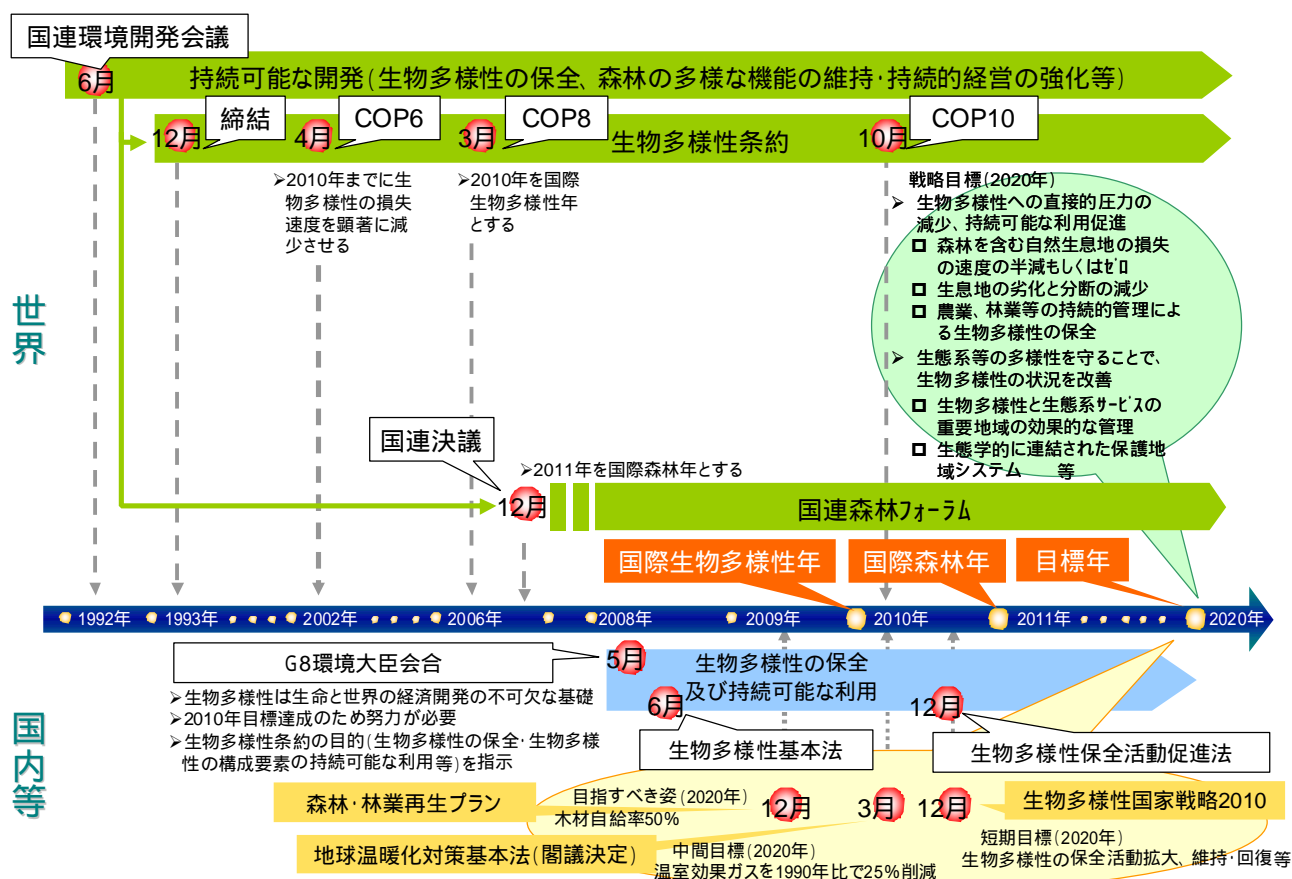 国連環境開発会議
6月
持続可能な開発(生物多様性の保全、森林の多様な機能の維持・持続的経営の強化等)
12月
締結
4月
COP6
3月
COP8
生物多様性条約
10月
COP10
➢2010年までに生
物多様性の損失
速度を顕著に減
少させる
➢2010年を国際
生物多様性年
とする
戦略目標(2020年)
➢ 生物多様性への直接的圧力の
減少、持続可能な利用促進
□ 森林を含む自然生息地の損失
の速度の半減もしくはゼロ
□ 生息地の劣化と分断の減少
□ 農業、林業等の持続的管理によ
る生物多様性の保全
➢ 生態系等の多様性を守ることで、
生物多様性の状況を改善
□ 生物多様性と生態系サービスの
重要地域の効果的な管理
□ 生態学的に連結された保護地
域システム 等
世界
国連決議
➢2011年を国際森林年とする
12月
国連森林フォーラム
国際生物多様性年
国際森林年
目標年
1992年
1993年
2002年
2006年
2008年
2009年
2010年
2011年
2020年
G8環境大臣会合
5月
生物多様性の保全
及び持続可能な利用
➢生物多様性は生命と世界の経済開発の不可欠な基礎
➢2010年目標達成のため努力が必要
➢生物多様性条約の目的(生物多様性の保全・生物多様
性の構成要素の持続可能な利用等)を指示
6月
12月
生物多様性基本法
生物多様性保全活動促進法
国内等
森林・林業再生プラン
目指すべき姿(2020年)
木材自給率50%
12月
3月
12月
生物多様性国家戦略2010
地球温暖化対策基本法(閣議決定)
中間目標(2020年)
温室効果ガスを1990年比で25%削減
短期目標(2020年)
生物多様性の保全活動拡大、維持・回復等